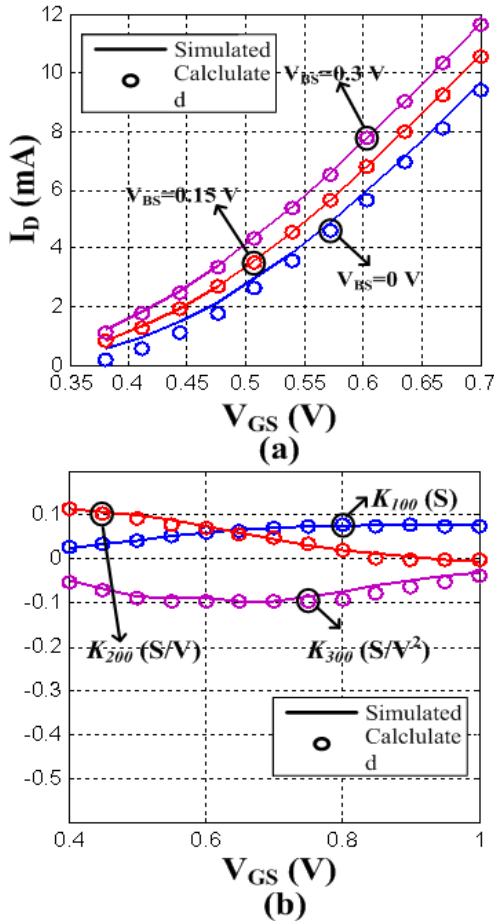 12
10
8
6
4
2
0
I_D (mA)
Simulated
Calclulate
d
V_BS=0.3 V
V_BS=0.15 V
V_BS=0 V
0.35 0.4 0.45 0.5 0.55 0.6 0.65 0.7
V_GS (V)
(a)
0.1
0
-0.1
-0.2
-0.3
-0.4
-0.5
K_100 (S)
K_200 (S/V)
K_300 (S/V²)
Simulated
Calclulate
d
0.4 0.6 0.8 1
V_GS (V)
(b)